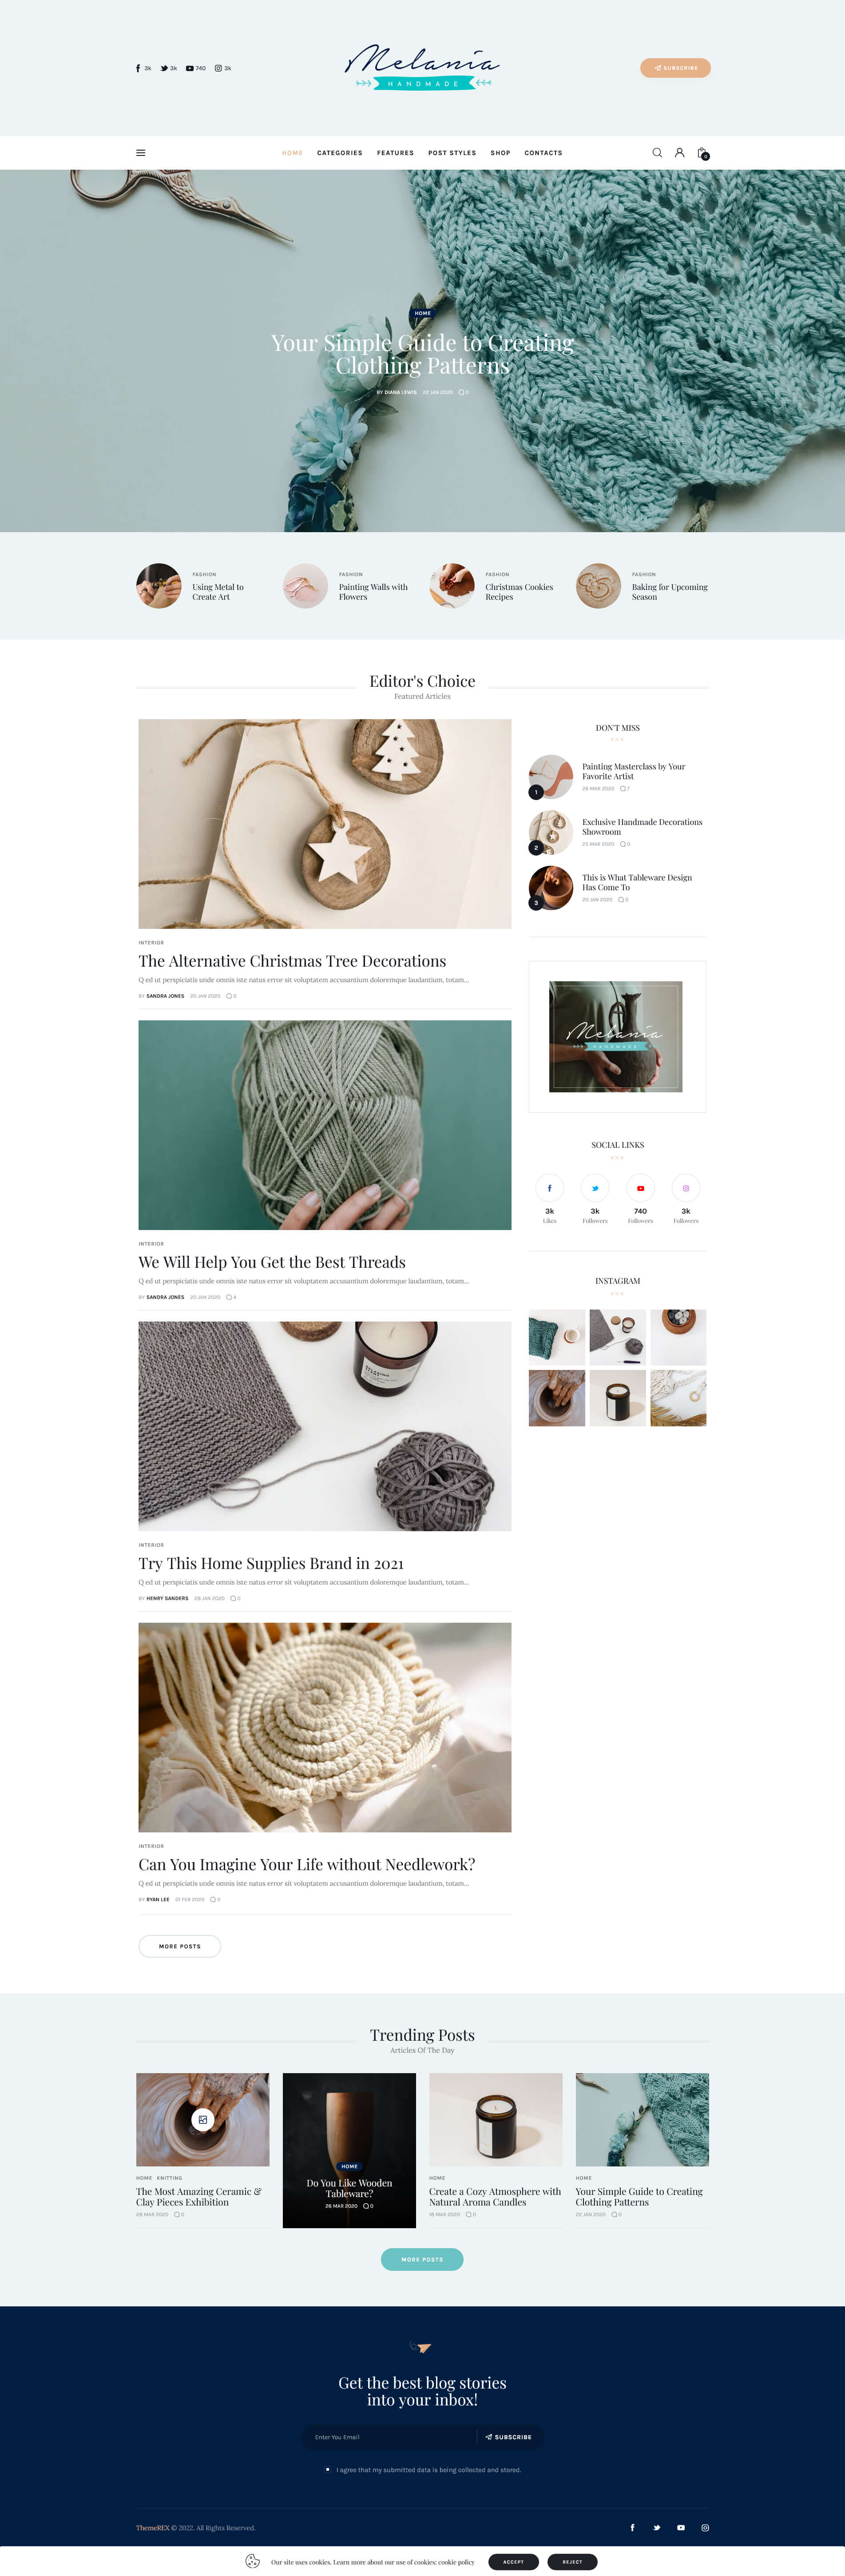 3k 3k 740 3k
Melania
HANDMADE
SUBSCRIBE
HOME CATEGORIES FEATURES POST STYLES SHOP CONTACTS
0
HOME
Your Simple Guide to Creating
Clothing Patterns
BY DIANA LEWIS 22 JAN 2020 0
FASHION
Using Metal to
Create Art
FASHION
Painting Walls with
Flowers
FASHION
Christmas Cookies
Recipes
FASHION
Baking for Upcoming
Season
Editor's Choice
Featured Articles
INTERIOR
The Alternative Christmas Tree Decorations
Q ed ut perspiciatis unde omnis iste natus error sit voluptatem accusantium doloremque laudantium, totam...
BY SANDRA JONES 20 JAN 2020 0
INTERIOR
We Will Help You Get the Best Threads
Q ed ut perspiciatis unde omnis iste natus error sit voluptatem accusantium doloremque laudantium, totam...
BY SANDRA JONES 20 JAN 2020 4
INTERIOR
Try This Home Supplies Brand in 2021
Q ed ut perspiciatis unde omnis iste natus error sit voluptatem accusantium doloremque laudantium, totam...
BY HENRY SANDERS 28 JAN 2020 0
INTERIOR
Can You Imagine Your Life without Needlework?
Q ed ut perspiciatis unde omnis iste natus error sit voluptatem accusantium doloremque laudantium, totam...
BY RYAN LEE 01 FEB 2020 0
MORE POSTS
DON'T MISS
1
Painting Masterclass by Your
Favorite Artist
26 MAR 2020 7
2
Exclusive Handmade Decorations
Showroom
25 MAR 2020 0
3
This is What Tableware Design
Has Come To
20 JAN 2020 0
Melania
HANDMADE
SOCIAL LINKS
3k 3k 740 3k
Likes Followers Followers Followers
INSTAGRAM
Trending Posts
Articles Of The Day
HOME KNITTING
The Most Amazing Ceramic &
Clay Pieces Exhibition
28 MAR 2020 0
HOME
Do You Like Wooden
Tableware?
26 MAR 2020 0
HOME
Create a Cozy Atmosphere with
Natural Aroma Candles
18 MAR 2020 0
HOME
Your Simple Guide to Creating
Clothing Patterns
22 JAN 2020 0
MORE POSTS
Get the best blog stories
into your inbox!
Enter You Email SUBSCRIBE
I agree that my submitted data is being collected and stored.
ThemeREX © 2022. All Rights Reserved.
Our site uses cookies. Learn more about our use of cookies: cookie policy ACCEPT REJECT